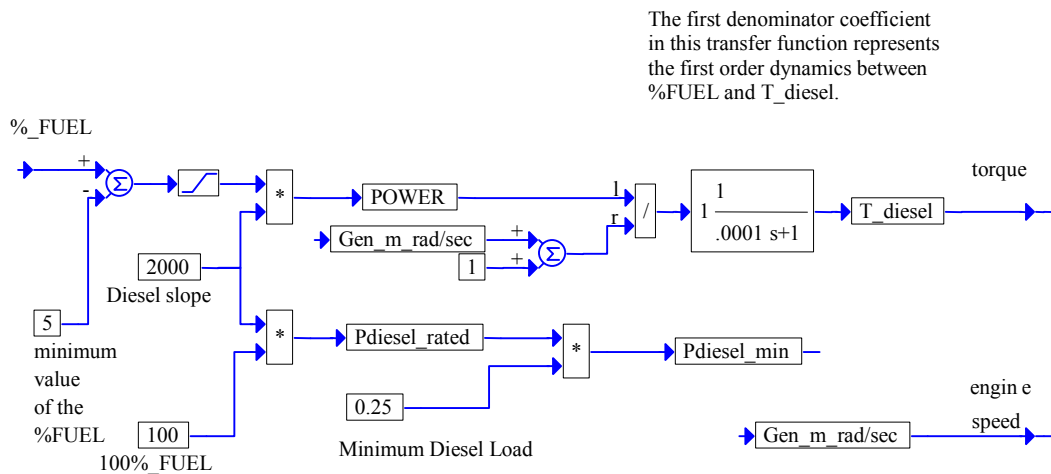 The first denominator coefficient
in this transfer function represents
the first order dynamics between
%FUEL and T_diesel.
%_FUEL
+
-
Σ
*
POWER
l
r
/
1
1
.0001 s+1
T_diesel
torque
Gen_m_rad/sec
+
+
Σ
1
2000
Diesel slope
5
minimum
value
of the
%FUEL
*
Pdiesel_rated
*
Pdiesel_min
0.25
Minimum Diesel Load
100
100%_FUEL
engin e
speed
Gen_m_rad/sec